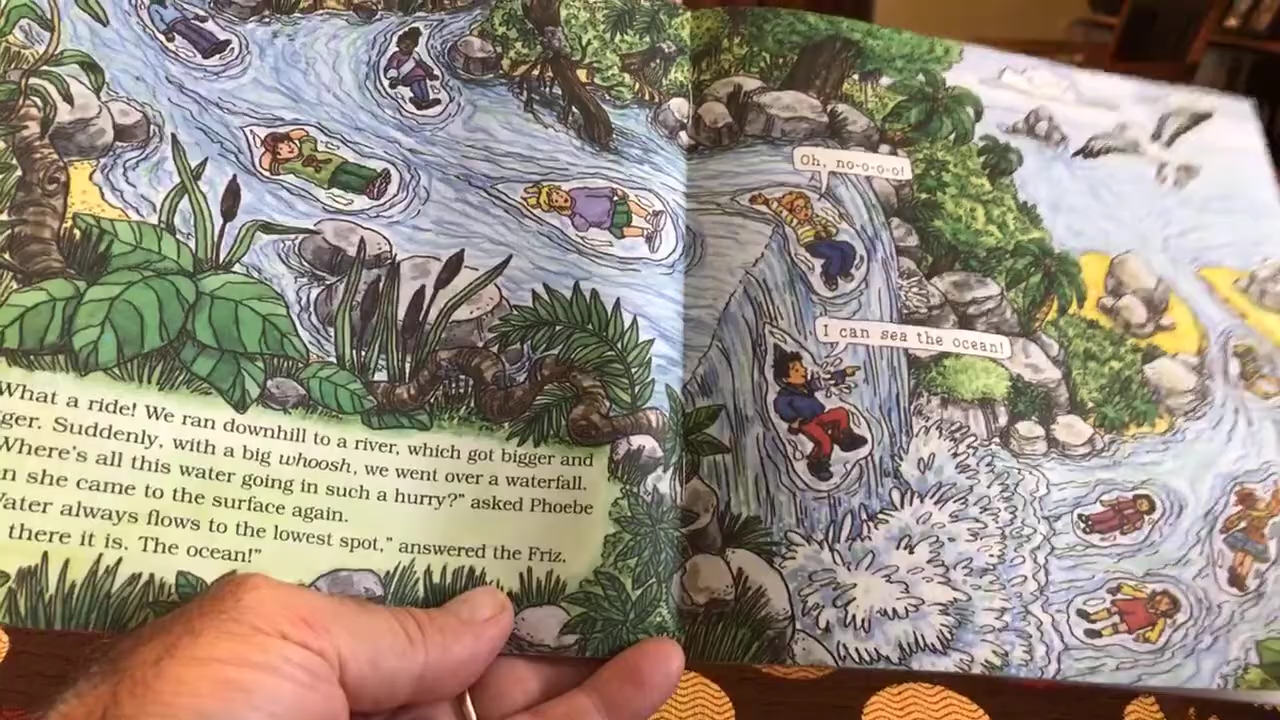 What a ride! We ran downhill to a river, which got bigger and
Suddenly, with a big whoosh, we went over a waterfall.
Where's all this water going in such a hurry?" asked Phoebe
she came to the surface again.
Water always flows to the lowest spot," answered the Friz.
there it is. The ocean!"
Oh, no-o-o-o!
I can sea the ocean!